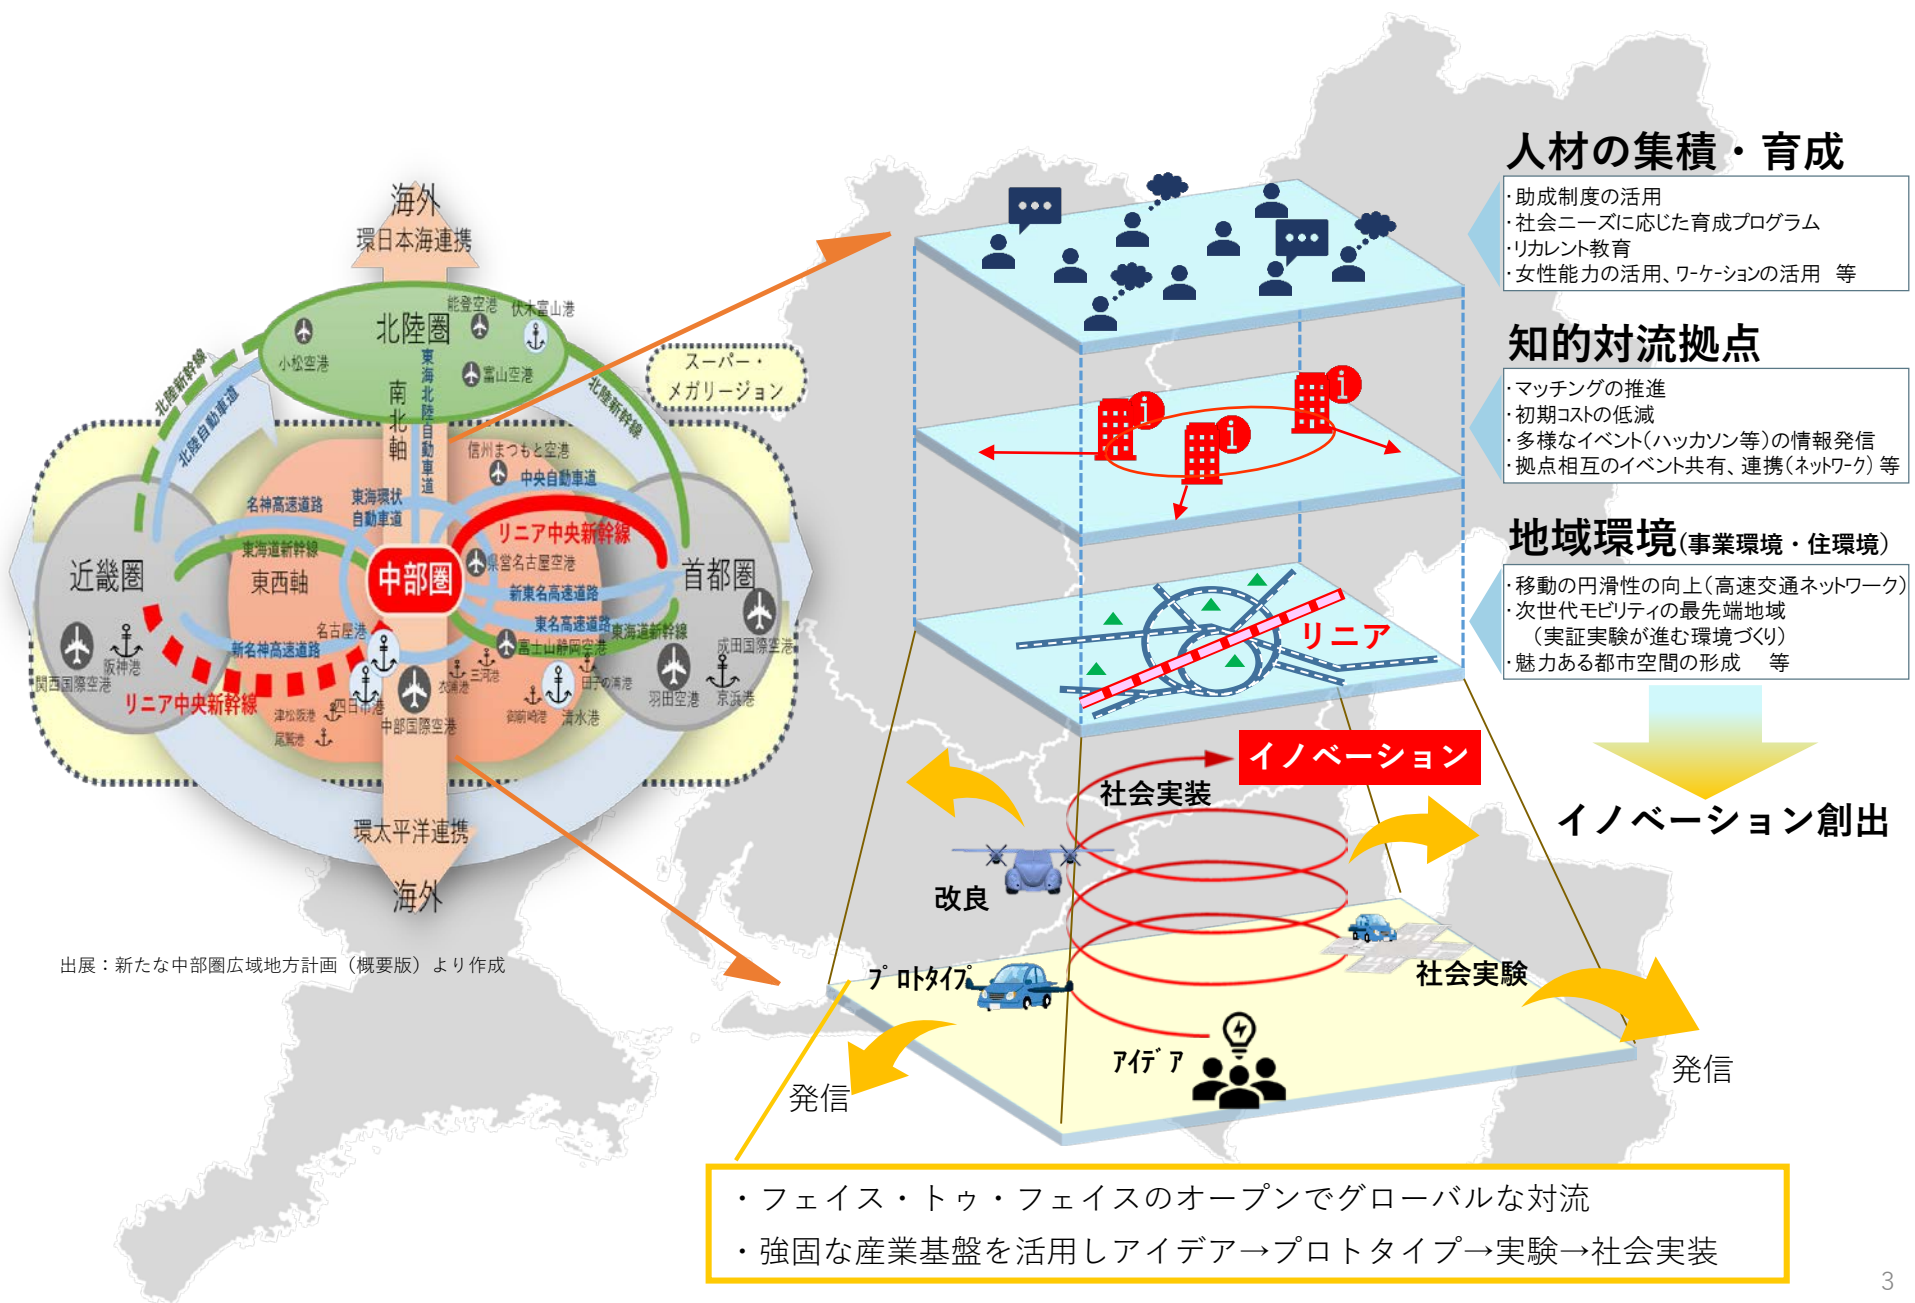 海外
環日本海連携
北陸圏
能登空港
伏木富山港
小松空港
富山空港
北陸新幹線
北陸自動車道
南北軸
東海北陸自動車道
北陸新幹線
スーパー・
メガリージョン
信州まつもと空港
中央自動車道
名神高速道路
東海環状
自動車道
リニア中央新幹線
東海道新幹線
県営名古屋空港
近畿圏
東西軸
中部圏
首都圏
新東名高速道路
東名高速道路
東海道新幹線
名古屋港
新名神高速道路
富士山静岡空港
成田国際空港
阪神港
関西国際空港
衣浦港
三河港
田子の浦港
羽田空港
京浜港
リニア中央新幹線
四日市港
津松阪港
尾鷲港
中部国際空港
御前崎港
清水港
環太平洋連携
海外
出展：新たな中部圏広域地方計画（概要版）より作成
人材の集積・育成
・助成制度の活用
・社会ニーズに応じた育成プログラム
・リカレント教育
・女性能力の活用、ワーケーションの活用 等
知的対流拠点
・マッチングの推進
・初期コストの低減
・多様なイベント（ハッカソン等）の情報発信
・拠点相互のイベント共有、連携（ネットワーク）等
地域環境(事業環境・住環境)
・移動の円滑性の向上（高速交通ネットワーク）
・次世代モビリティの最先端地域
（実証実験が進む環境づくり）
・魅力ある都市空間の形成 等
リニア
イノベーション創出
イノベーション
社会実装
改良
プロトタイプ
社会実験
アイデア
発信
発信
・フェイス・トゥ・フェイスのオープンでグローバルな対流
・強固な産業基盤を活用しアイデア→プロトタイプ→実験→社会実装
3